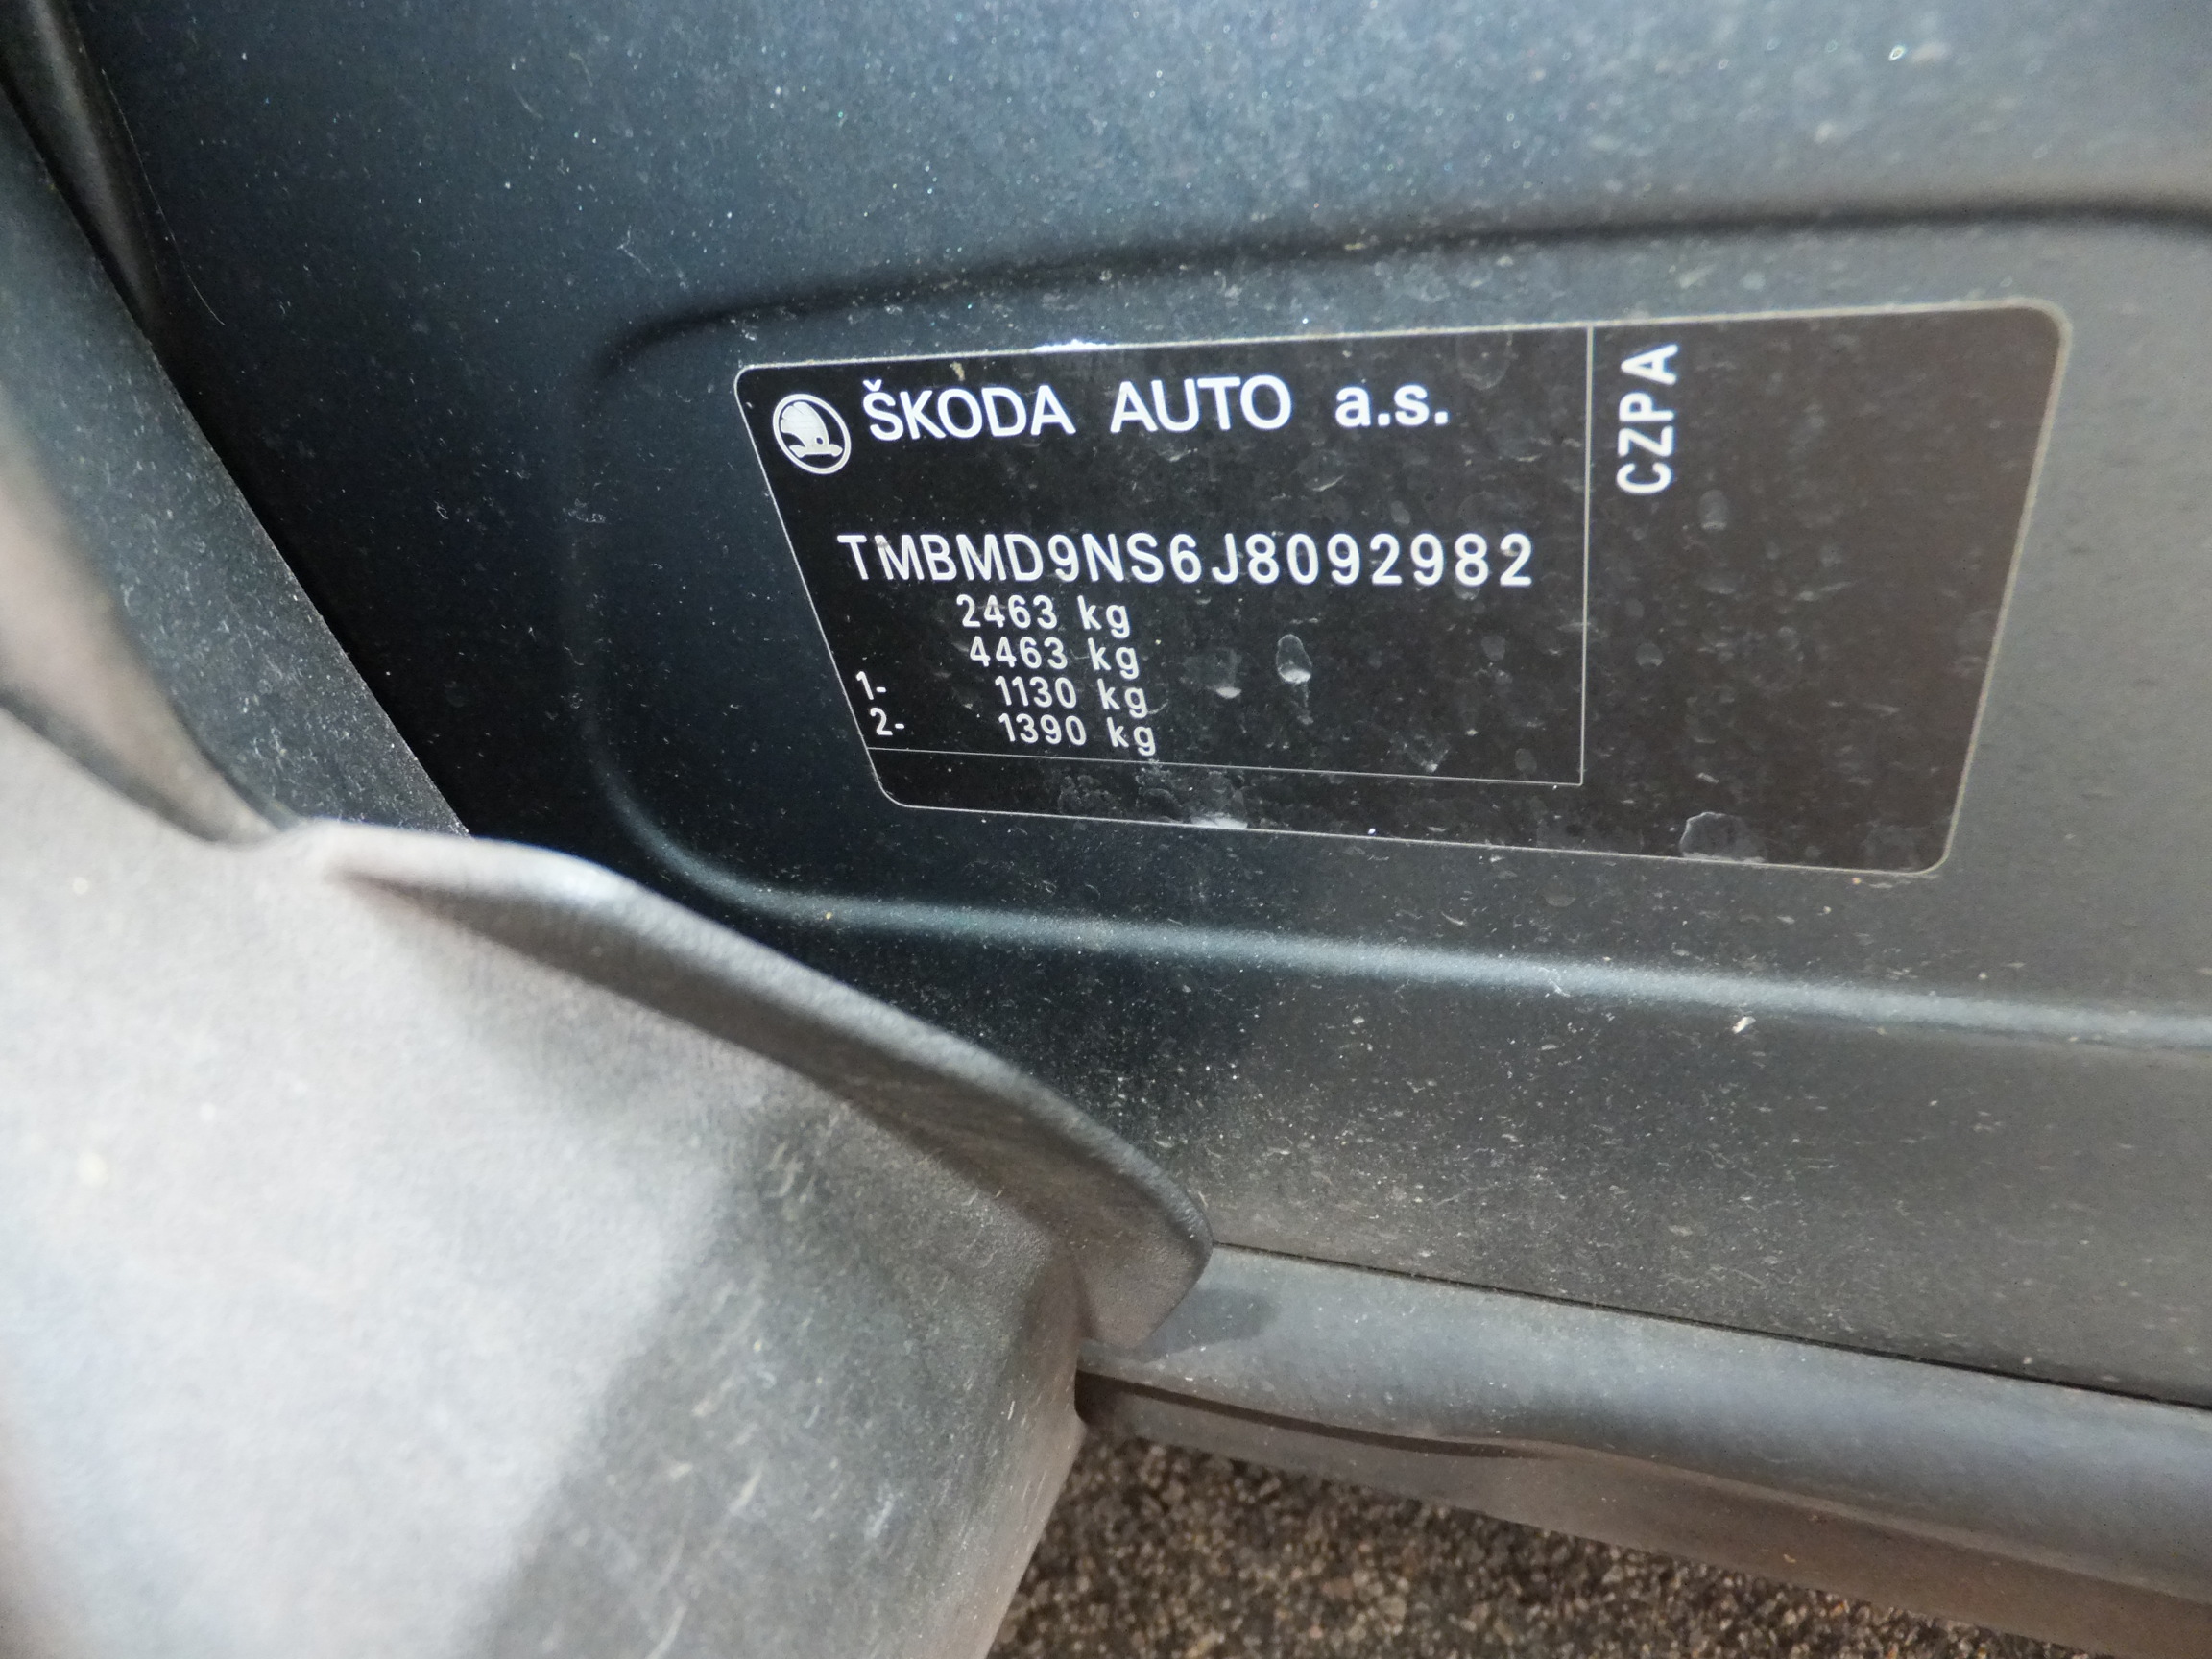 ŠKODA AUTO a.s.
TMBMD9NS6J8092982
2463 kg
4463 kg
1- 1130 kg
2- 1390 kg
CZPA